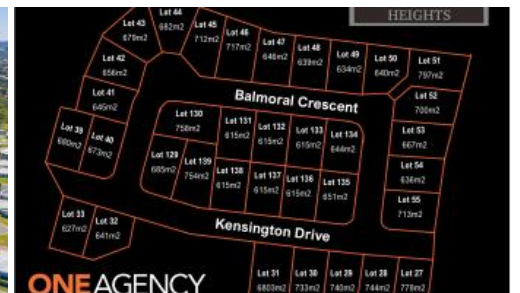 HEIGHTS
Lot 43
679m2
Lot 44
682m2
Lot 45
712m2
Lot 46
717m2
Lot 47
646m2
Lot 48
639m2
Lot 49
634m2
Lot 50
640m2
Lot 51
797m2
Lot 42
656m2
Lot 41
645m2
Lot 52
700m2
Balmoral Crescent
Lot 39
680m2
Lot 40
673m2
Lot 130
758m2
Lot 131
615m2
Lot 132
615m2
Lot 133
615m2
Lot 134
644m2
Lot 53
667m2
Lot 129
685m2
Lot 139
754m2
Lot 138
615m2
Lot 137
615m2
Lot 136
615m2
Lot 135
651m2
Lot 54
636m2
Lot 55
713m2
Lot 33
627m2
Lot 32
641m2
Kensington Drive
ONE AGENCY
Lot 31
6803m2
Lot 30
733m2
Lot 29
740m2
Lot 28
744m2
Lot 27
778m2